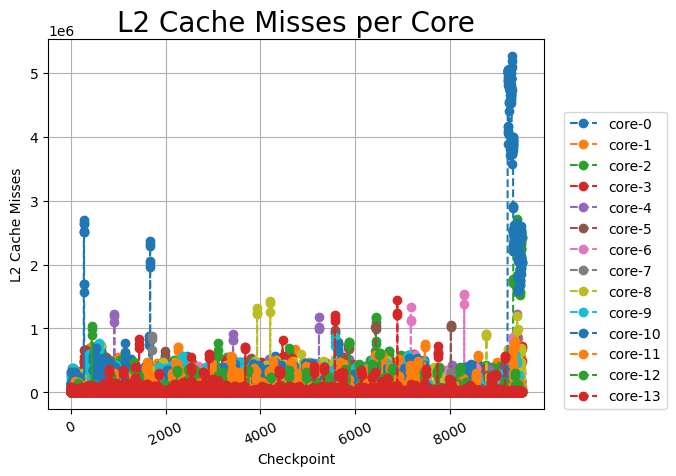 L2 Cache Misses per Core
1e6
5
4
3
2
1
0
L2 Cache Misses
0
2000
4000
6000
8000
Checkpoint
core-0
core-1
core-2
core-3
core-4
core-5
core-6
core-7
core-8
core-9
core-10
core-11
core-12
core-13